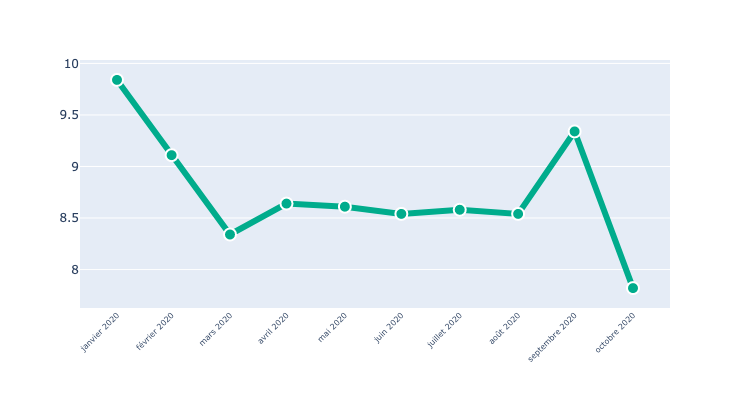 10
9.5
9
8.5
8
janvier 2020
février 2020
mars 2020
avril 2020
mai 2020
juin 2020
juillet 2020
août 2020
septembre 2020
octobre 2020